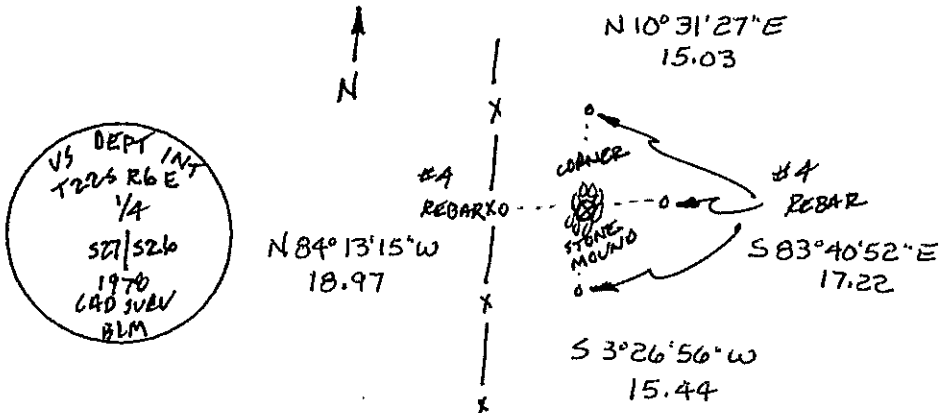 N 10° 31' 27" E
15.03
N
US DEPT INT
T22S R6E
1/4
S27|S26
1978
CAD SURV
BLM
#4
REBAR
CORNER
STONE
MOUND
#4
REBAR
N 84° 13' 15" W
18.97
S 83° 40' 52" E
17.22
S 3° 26' 56" W
15.44